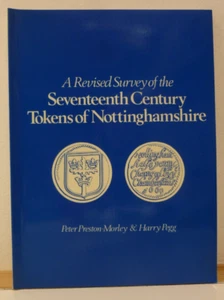 A Revised Survey of the
Seventeenth Century
Tokens of Nottinghamshire
Peter Preston-Morley & Harry Pegg